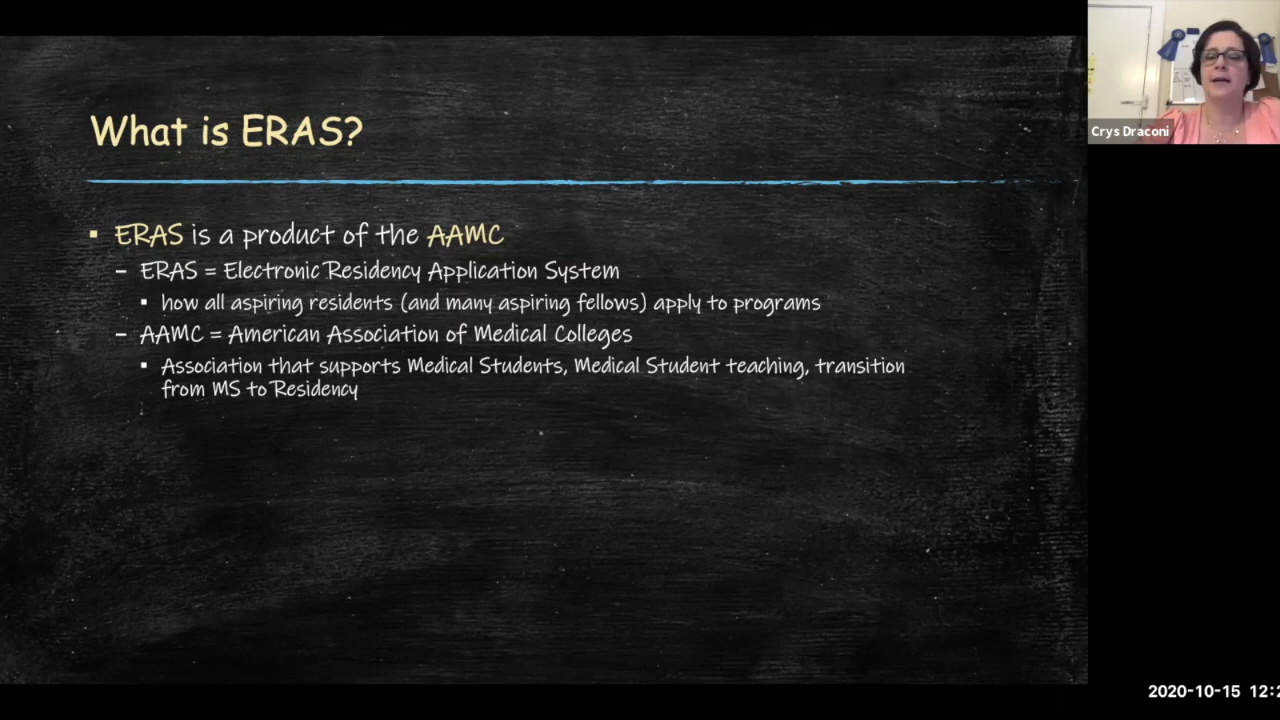 What is ERAS?
▪ ERAS is a product of the AAMC
– ERAS = Electronic Residency Application System
▪ how all aspiring residents (and many aspiring fellows) apply to programs
– AAMC = American Association of Medical Colleges
▪ Association that supports Medical Students, Medical Student teaching, transition
from MS to Residency
Crys Draconi
2020-10-15 12:2